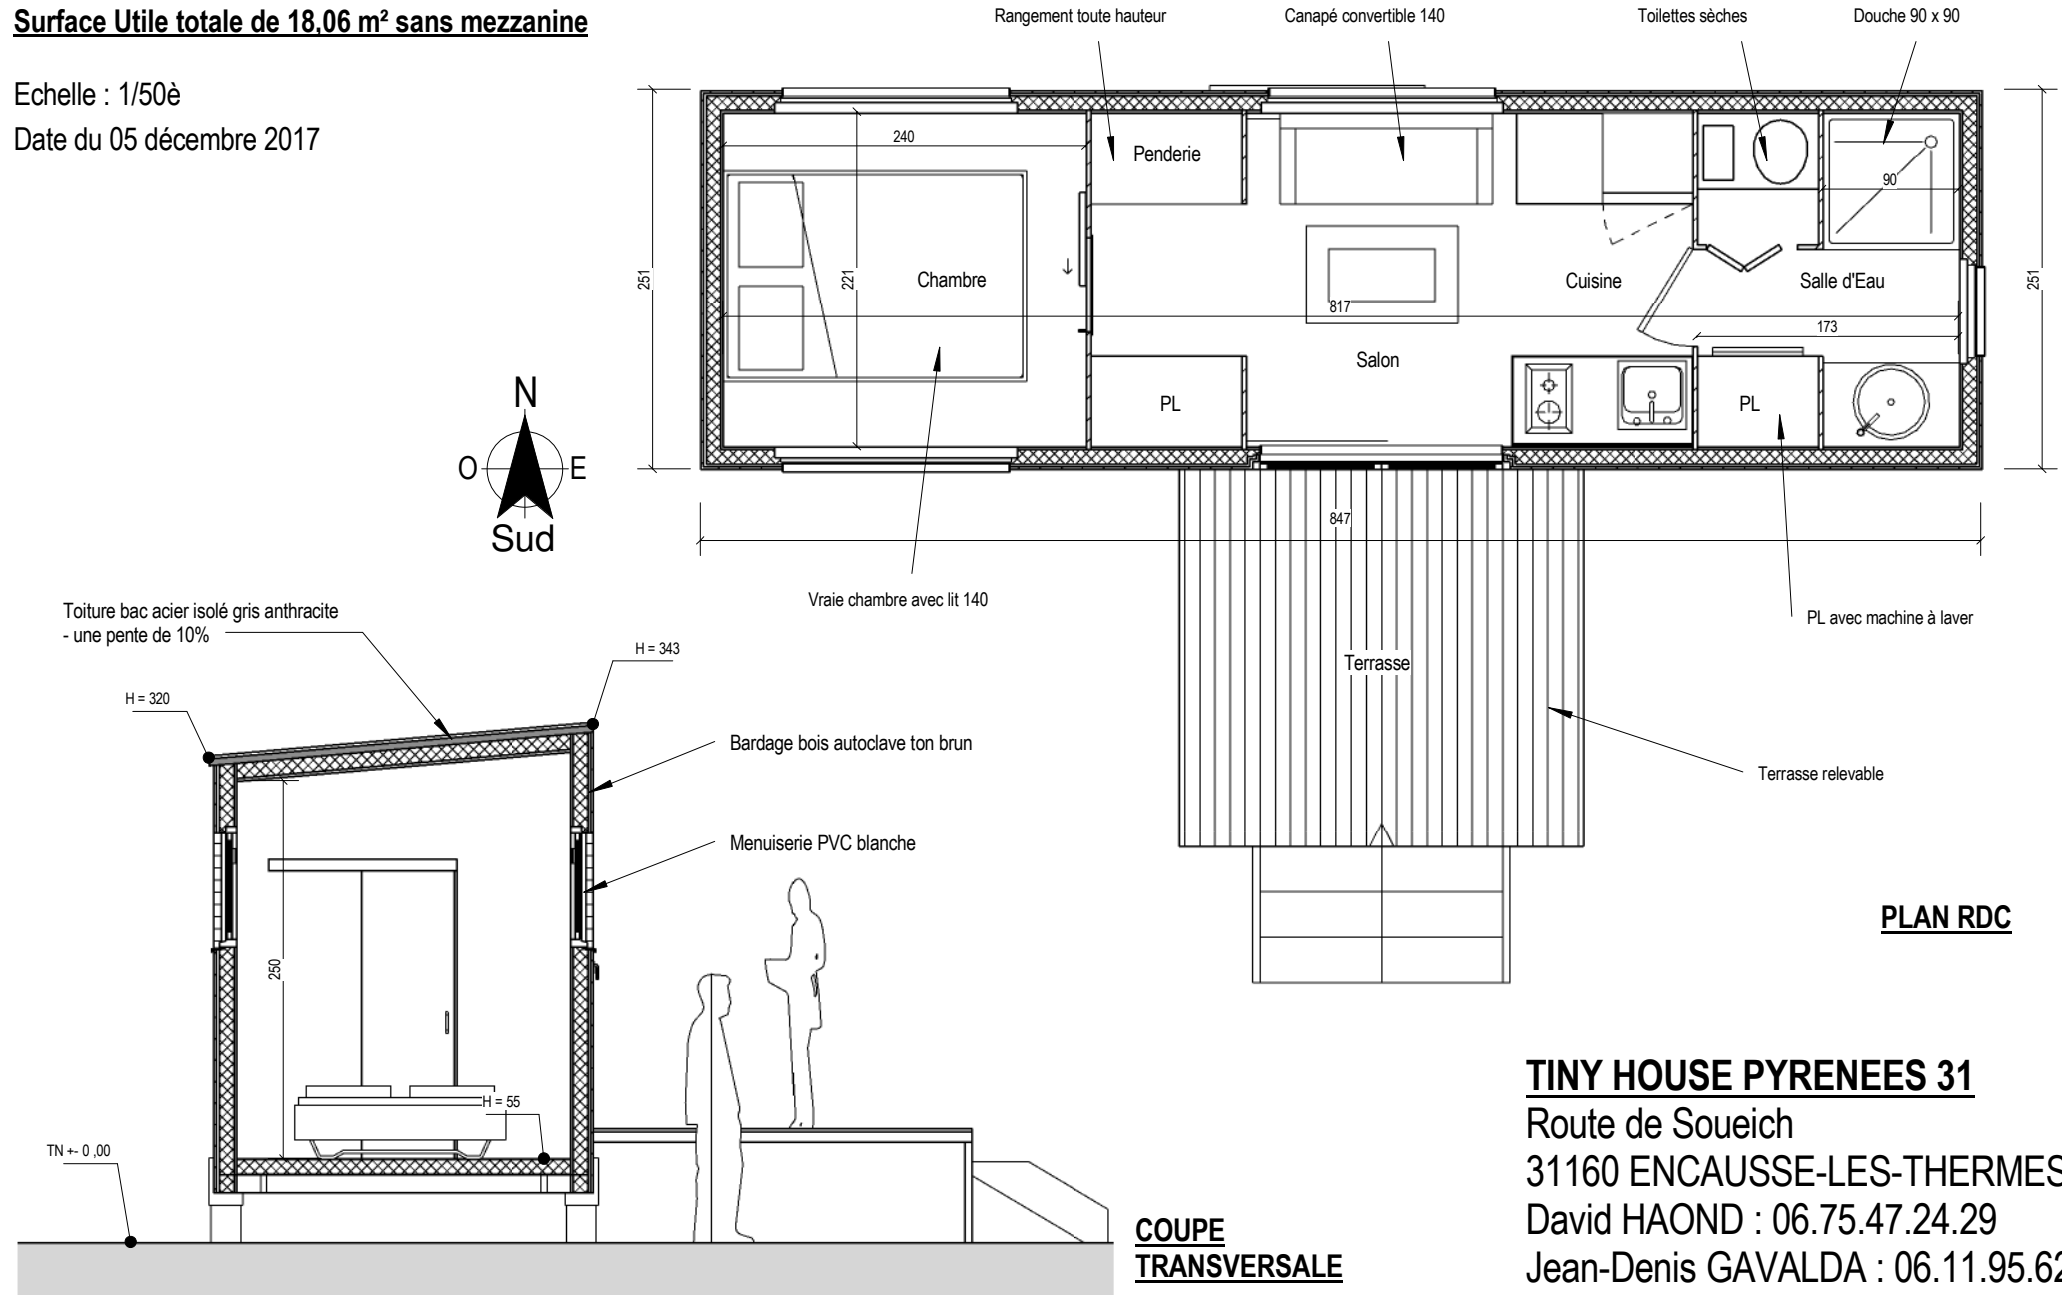 Surface Utile totale de 18,06 m² sans mezzanine
Echelle : 1/50è
Date du 05 décembre 2017
Rangement toute hauteur
Canapé convertible 140
Toilettes sèches
Douche 90 x 90
240
Penderie
90
251
221
Chambre
Cuisine
Salle d'Eau
251
817
173
Salon
PL
PL
N
O
E
Sud
847
Vraie chambre avec lit 140
PL avec machine à laver
Terrasse
Terrasse relevable
Toiture bac acier isolé gris anthracite
- une pente de 10%
H = 343
H = 320
Bardage bois autoclave ton brun
Menuiserie PVC blanche
250
H = 55
TN +- 0 ,00
PLAN RDC
COUPE
TRANSVERSALE
TINY HOUSE PYRENEES 31
Route de Soueich
31160 ENCAUSSE-LES-THERMES
David HAOND : 06.75.47.24.29
Jean-Denis GAVALDA : 06.11.95.62